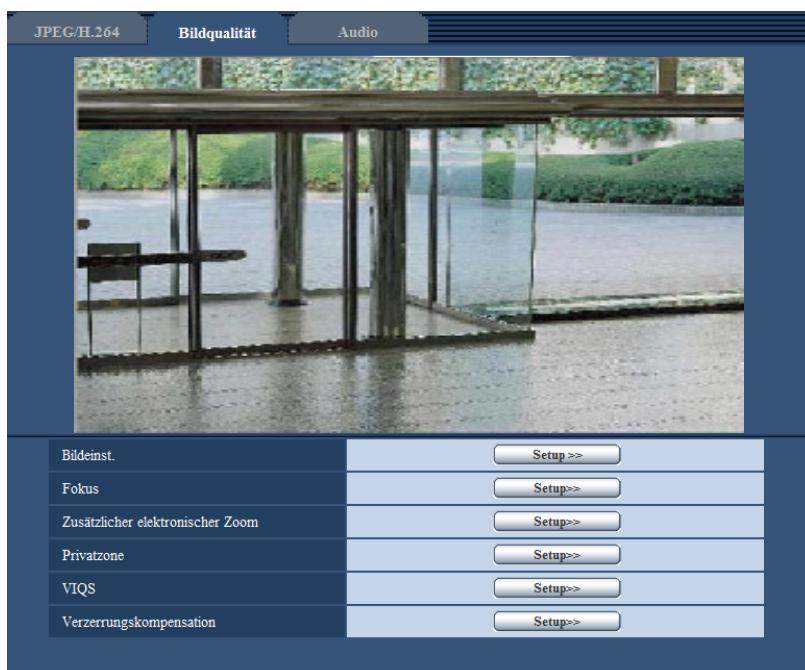 JPEG/H.264
Bildqualität
Audio
Bildeinst.
Setup >>
Fokus
Setup>>
Zusätzlicher elektronischer Zoom
Setup>>
Privatzone
Setup>>
VIQS
Setup>>
Verzerrungskompensation
Setup>>